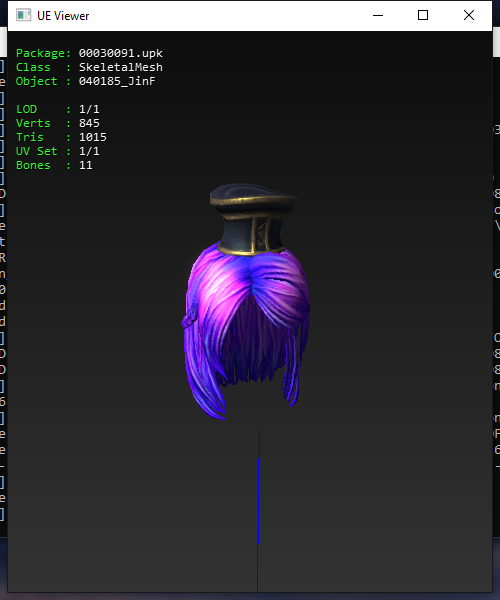 UE Viewer
Package: 00030091.upk
Class  : SkeletalMesh
Object : 040185_JinF
LOD    : 1/1
Verts  : 845
Tris   : 1015
UV Set : 1/1
Bones  : 11